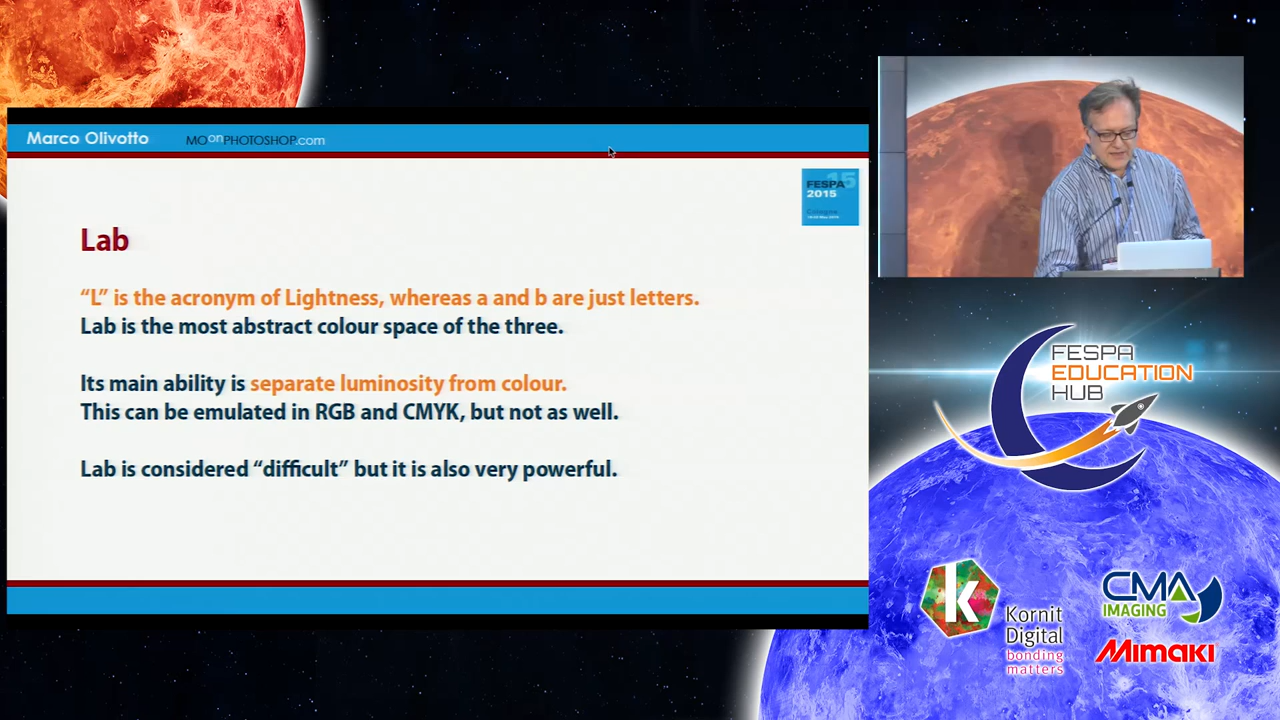 Marco Olivotto
MOonPHOTOSHOP.com
FESPA 15
2015
Lab
“L” is the acronym of Lightness, whereas a and b are just letters.
Lab is the most abstract colour space of the three.
Its main ability is separate luminosity from colour.
This can be emulated in RGB and CMYK, but not as well.
Lab is considered “difficult” but it is also very powerful.
FESPA
EDUCATION
HUB
k
Kornit
Digital
bonding
matters
CMA
IMAGING
Mimaki